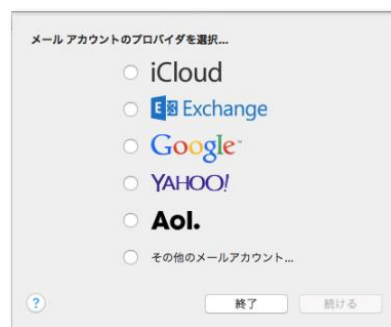 メール アカウントのプロバイダを選択...
iCloud
E Exchange
Google™
YAHOO!
Aol.
その他のメールアカウント...
? 終了 続ける